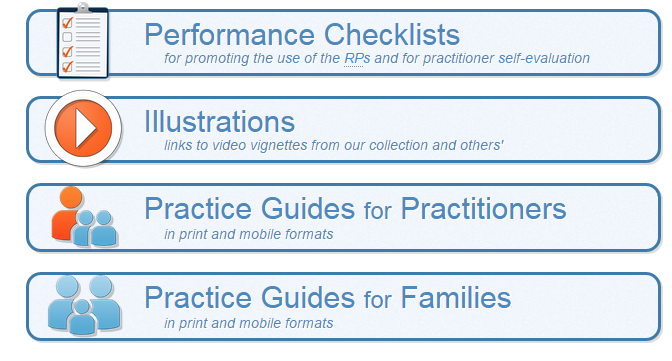 Performance Checklists
for promoting the use of the RPs and for practitioner self-evaluation
Illustrations
links to video vignettes from our collection and others'
Practice Guides for Practitioners
in print and mobile formats
Practice Guides for Families
in print and mobile formats